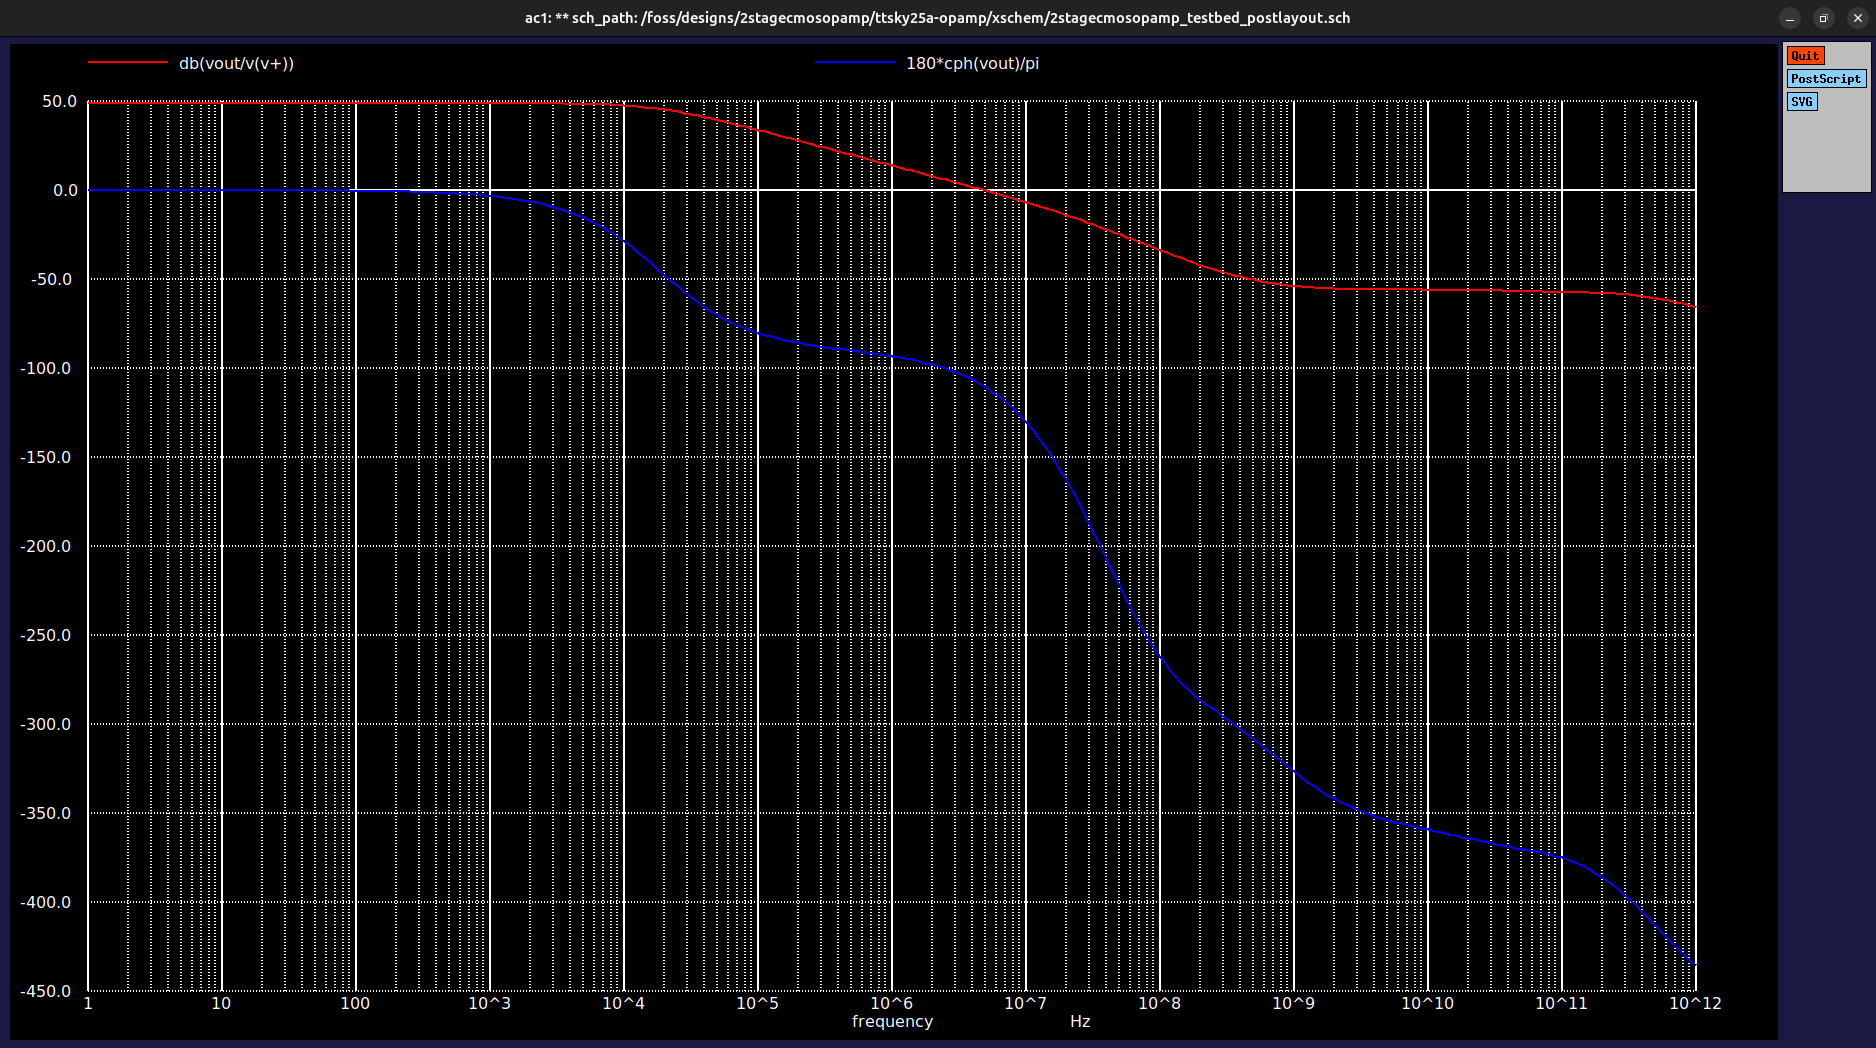 ac1: ** sch_path: /foss/designs/2stagecmosopamp/ttsky25a-opamp/xschem/2stagecmosopamp_testbed_postlayout.sch
Quit
PostScript
SVG
db(vout/v(v+)) 180*cph(vout)/pi
50.0
0.0
-50.0
-100.0
-150.0
-200.0
-250.0
-300.0
-350.0
-400.0
-450.0
1 10 100 10^3 10^4 10^5 10^6 10^7 10^8 10^9 10^10 10^11 10^12
frequency Hz